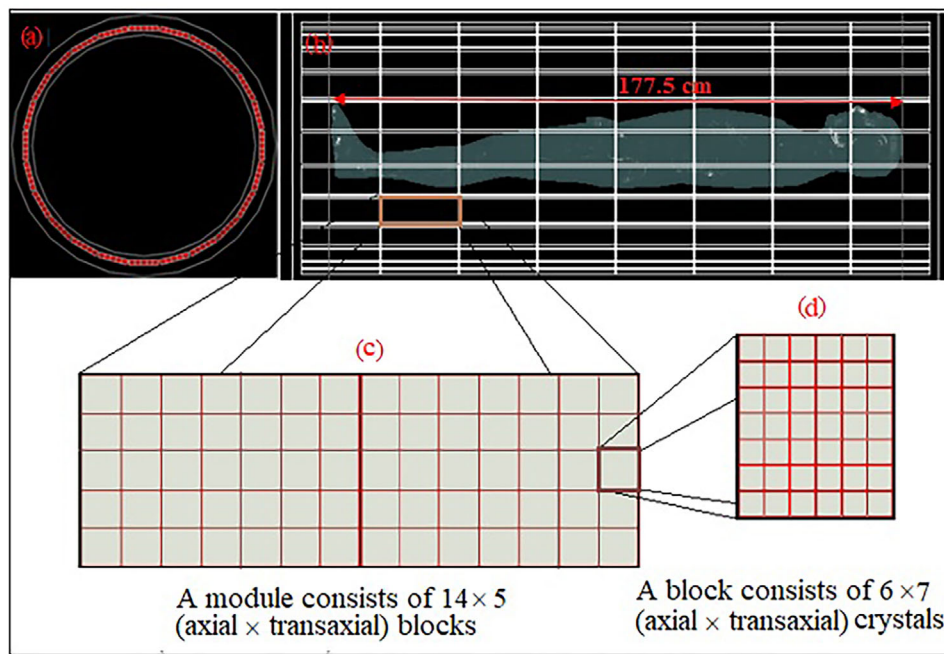 (a)
(b)
177.5 cm
(c)
(d)
A module consists of 14 × 5
(axial × transaxial) blocks
A block consists of 6 × 7
(axial × transaxial) crystals